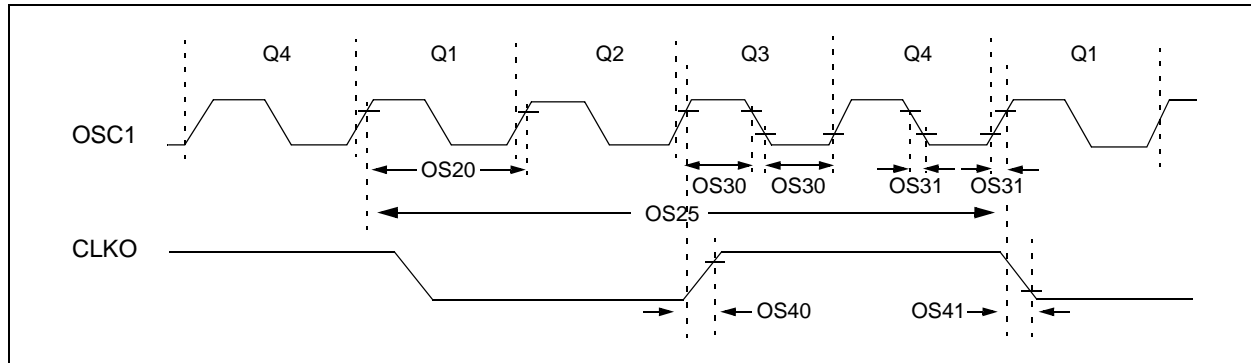 Q4 Q1 Q2 Q3 Q4 Q1
OSC1
OS20 OS30 OS30 OS31 OS31
OS25
CLKO
OS40 OS41